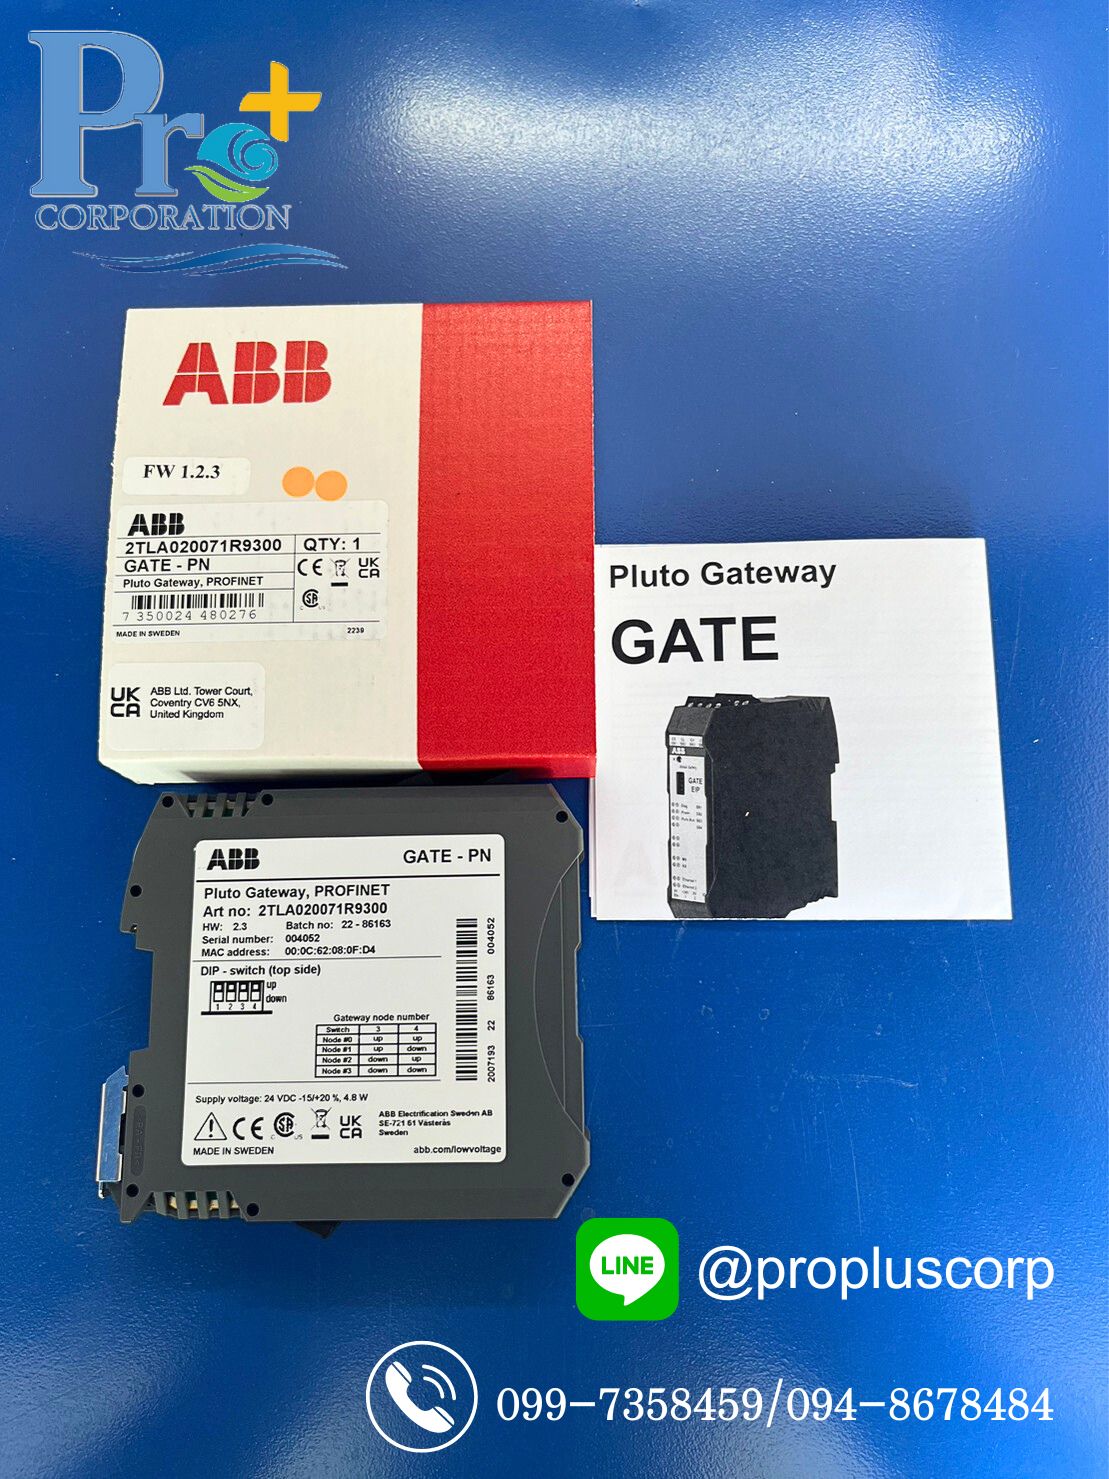 Pro+
CORPORATION
ABB
FW 1.2.3
ABB
2TLA020071R9300
QTY: 1
GATE - PN
Pluto Gateway, PROFINET
CE
UK
CA
7 350024 480276
MADE IN SWEDEN
2239
UK
CA
ABB Ltd. Tower Court,
Coventry CV6 5NX,
United Kingdom
Pluto Gateway
GATE
ABB
GATE
EIP
ABB
GATE - PN
Pluto Gateway, PROFINET
Art no: 2TLA020071R9300
HW: 2.3
Batch no: 22 - 86163
Serial number: 004052
MAC address: 00:0C:62:08:0F:D4
DIP - switch (top side)
up
down
1 2 3 4
Gateway node number
Switch 3 4
Node #0 up up
Node #1 up down
Node #2 down up
Node #3 down down
2007193 22 86163 004052
Supply voltage: 24 VDC -15/+20 %, 4.8 W
CE
UK
CA
ABB Electrification Sweden AB
SE-721 61 Västerås
Sweden
MADE IN SWEDEN
abb.com/lowvoltage
LINE
@propluscorp
099-7358459/094-8678484